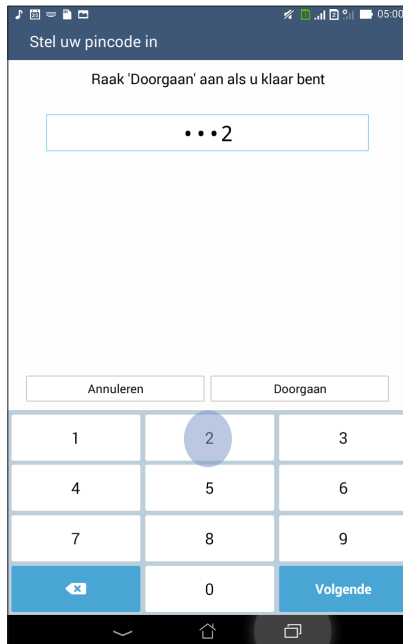 05:00
Stel uw pincode in
Raak 'Doorgaan' aan als u klaar bent
•••2
Annuleren Doorgaan
1 2 3
4 5 6
7 8 9
0 Volgende